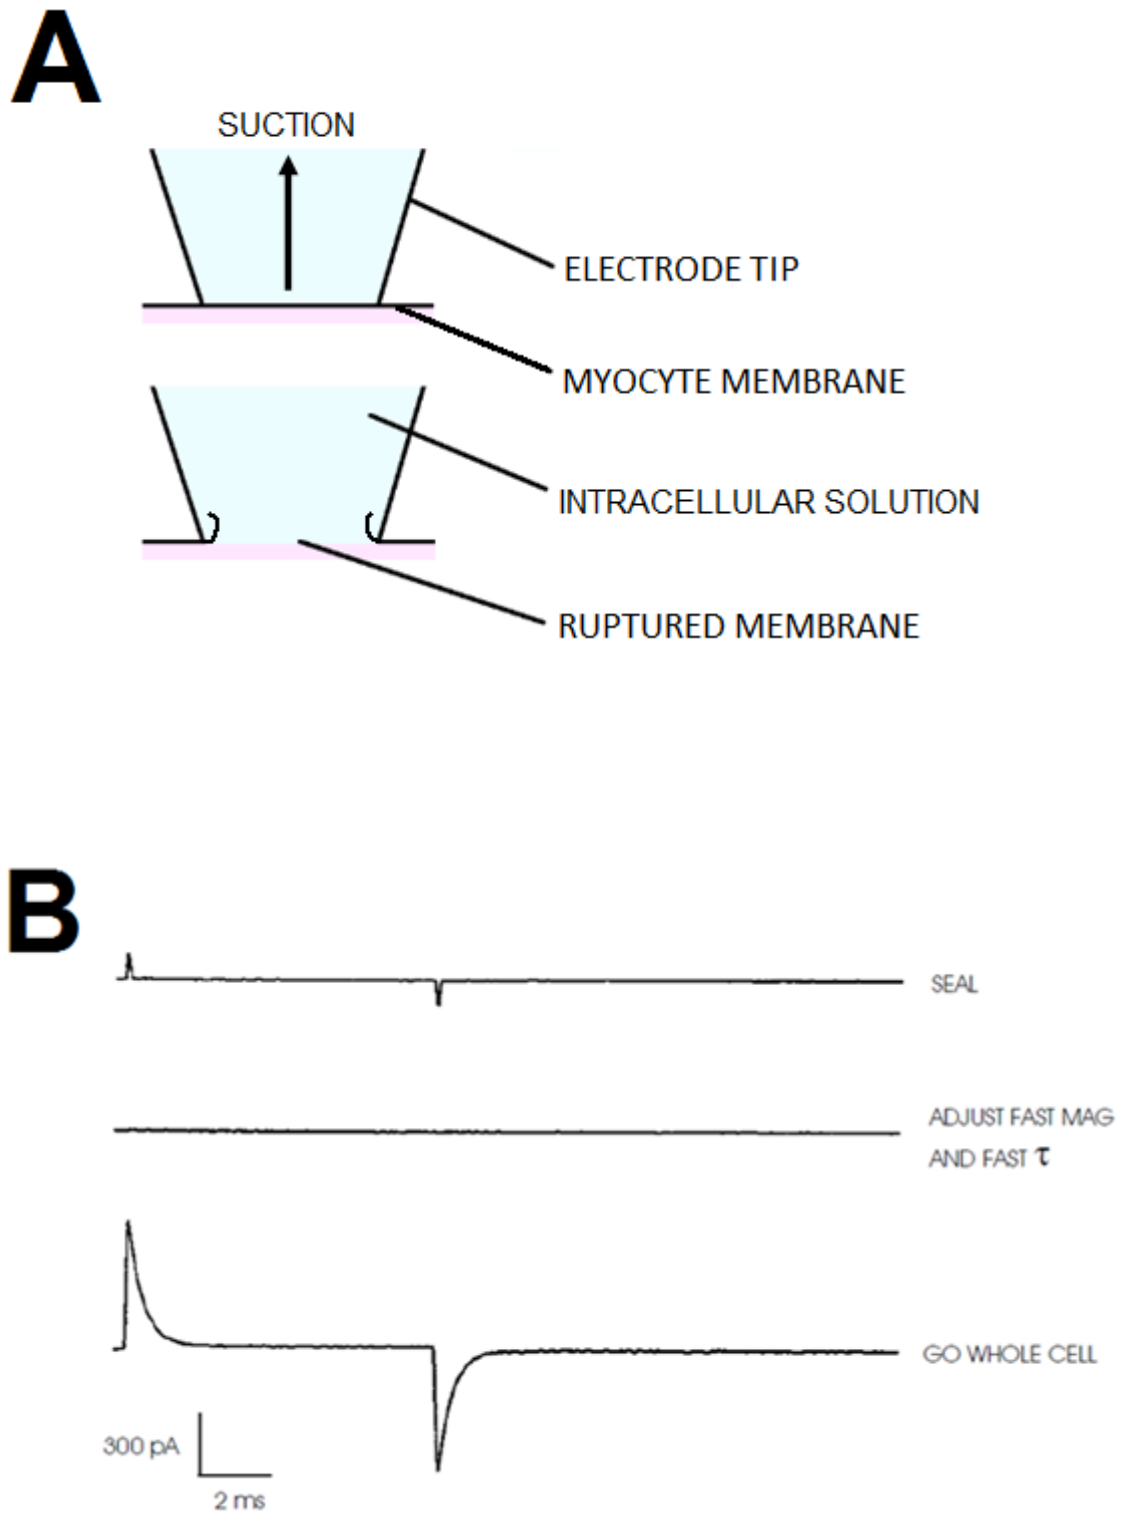 A
SUCTION
ELECTRODE TIP
MYOCYTE MEMBRANE
INTRACELLULAR SOLUTION
RUPTURED MEMBRANE
B
SEAL
ADJUST FAST MAG
AND FAST τ
GO WHOLE CELL
300 pA
2 ms